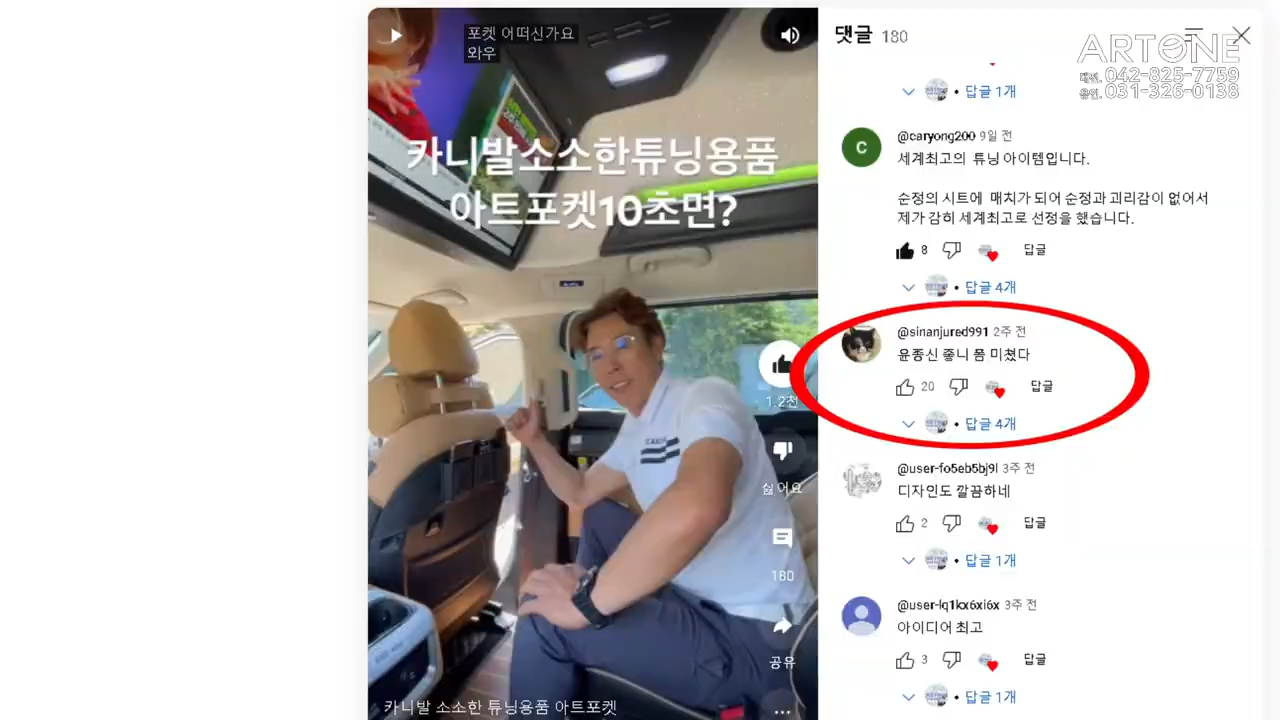 포켓 어떠신가요
와우
카니발소소한튜닝용품
아트포켓10초면?
1.2천
싫어요
180
공유
카니발 소소한 튜닝용품 아트포켓
댓글 180
ARTONE
대전. 042-825-7759
용인. 031-326-0138
답글 1개
C
@caryong200 9일 전
세계최고의 튜닝 아이템입니다.
순정의 시트에 매치가 되어 순정과 괴리감이 없어서
제가 감히 세계최고로 선정을 했습니다.
8 답글
답글 4개
@sinanjured991 2주 전
윤종신 좋니 폼 미쳤다
20 답글
답글 4개
@user-fo5eb5bj9l 3주 전
디자인도 깔끔하네
2 답글
답글 1개
@user-lq1kx6xi6x 3주 전
아이디어 최고
3 답글
답글 1개